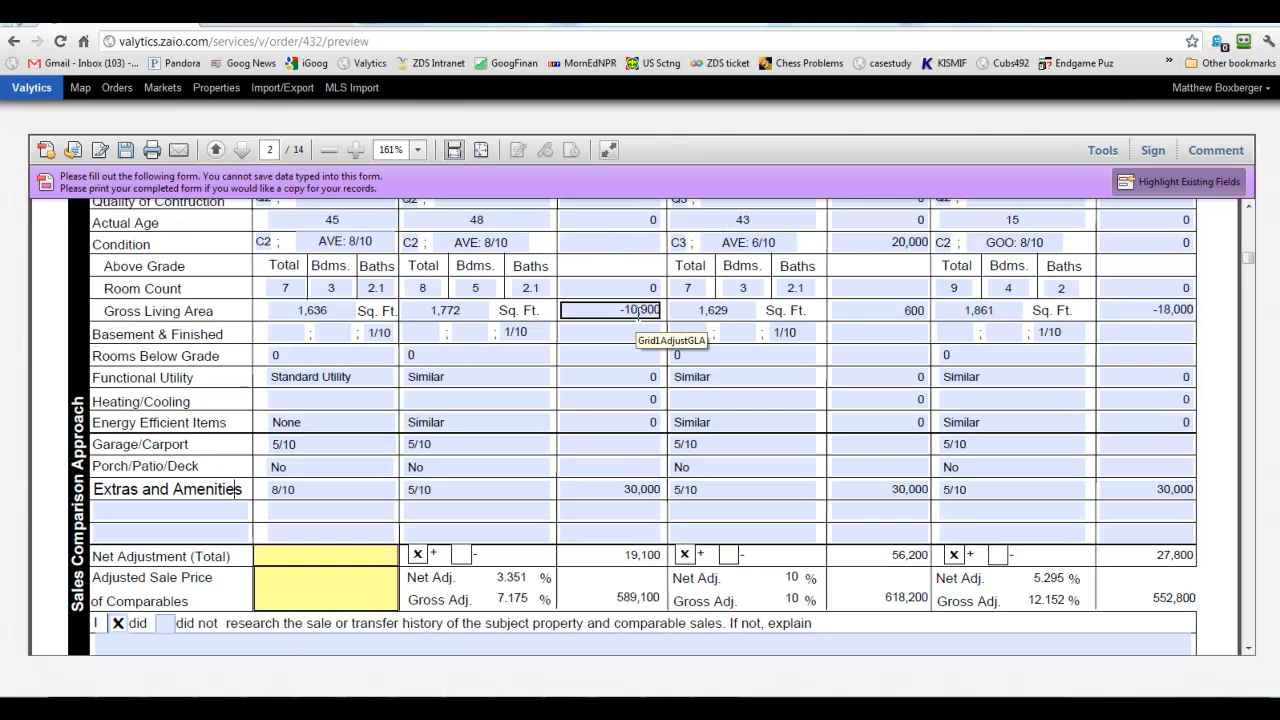 valytics.zaio.com/services/v/order/432/preview
Gmail - Inbox (103) -... Pandora Goog News iGoog Valytics ZDS Intranet GoogFinan MornEdNPR US Sctng ZDS ticket Chess Problems casestudy KISMIF Cubs492 Endgame Puz » Other bookmarks
Valytics Map Orders Markets Properties Import/Export MLS Import Matthew Boxberger
2 / 14 161% Tools Sign Comment
Please fill out the following form. You cannot save data typed into this form.
Please print your completed form if you would like a copy for your records.
Highlight Existing Fields
Sales Comparison Approach
Quality of Contruction Q2 ; Q2 ; 0 Q3 ; 0 Q2 ; 0
Actual Age 45 48 0 43 0 15 0
Condition C2 ; AVE: 8/10 C2 ; AVE: 8/10 C3 ; AVE: 6/10 20,000 C2 ; GOO: 8/10 0
Above Grade Total Bdms. Baths Total Bdms. Baths Total Bdms. Baths Total Bdms. Baths
Room Count 7 3 2.1 8 5 2.1 0 7 3 2.1 0 9 4 2 0
Gross Living Area 1,636 Sq. Ft. 1,772 Sq. Ft. -10,900 1,629 Sq. Ft. 600 1,861 Sq. Ft. -18,000
Basement & Finished ; ; 1/10 ; ; 1/10 ; ; 1/10 ; ; 1/10
Grid1AdjustGLA
Rooms Below Grade 0 0 0 0
Functional Utility Standard Utility Similar 0 Similar 0 Similar 0
Heating/Cooling 0 0 0
Energy Efficient Items None Similar 0 Similar 0 Similar 0
Garage/Carport 5/10 5/10 5/10 5/10
Porch/Patio/Deck No No No No
Extras and Amenities 8/10 5/10 30,000 5/10 30,000 5/10 30,000
Net Adjustment (Total) x + - 19,100 x + - 56,200 x + - 27,800
Adjusted Sale Price Net Adj. 3.351 % Net Adj. 10 % Net Adj. 5.295 %
of Comparables Gross Adj. 7.175 % 589,100 Gross Adj. 10 % 618,200 Gross Adj. 12.152 % 552,800
I x did did not research the sale or transfer history of the subject property and comparable sales. If not, explain